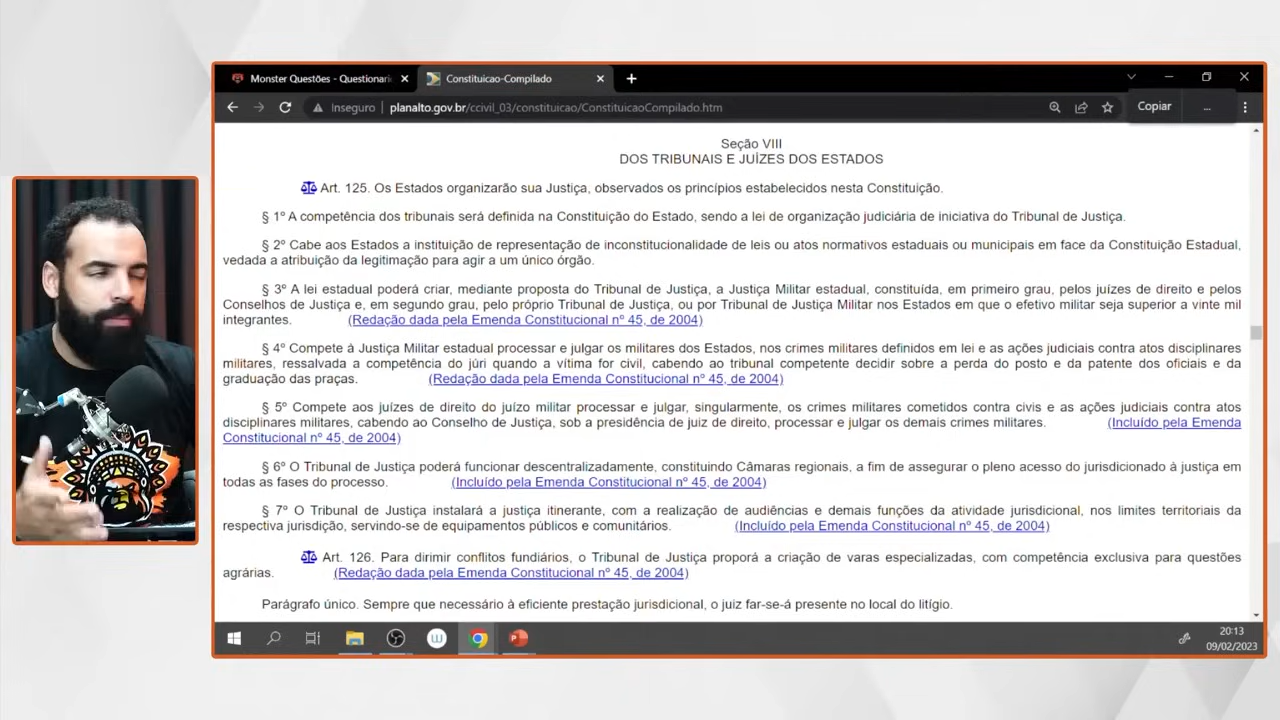 Monster Questões - Questionari
Constituicao-Compilado
Inseguro planalto.gov.br/ccivil_03/constituicao/ConstituicaoCompilado.htm
Copiar ...
Seção VIII
DOS TRIBUNAIS E JUÍZES DOS ESTADOS
Art. 125. Os Estados organizarão sua Justiça, observados os princípios estabelecidos nesta Constituição.
§ 1º A competência dos tribunais será definida na Constituição do Estado, sendo a lei de organização judiciária de iniciativa do Tribunal de Justiça.
§ 2º Cabe aos Estados a instituição de representação de inconstitucionalidade de leis ou atos normativos estaduais ou municipais em face da Constituição Estadual,
vedada a atribuição da legitimação para agir a um único órgão.
§ 3º A lei estadual poderá criar, mediante proposta do Tribunal de Justiça, a Justiça Militar estadual, constituída, em primeiro grau, pelos juízes de direito e pelos
Conselhos de Justiça e, em segundo grau, pelo próprio Tribunal de Justiça, ou por Tribunal de Justiça Militar nos Estados em que o efetivo militar seja superior a vinte mil
integrantes. (Redação dada pela Emenda Constitucional nº 45, de 2004)
§ 4º Compete à Justiça Militar estadual processar e julgar os militares dos Estados, nos crimes militares definidos em lei e as ações judiciais contra atos disciplinares
militares, ressalvada a competência do júri quando a vítima for civil, cabendo ao tribunal competente decidir sobre a perda do posto e da patente dos oficiais e da
graduação das praças. (Redação dada pela Emenda Constitucional nº 45, de 2004)
§ 5º Compete aos juízes de direito do juízo militar processar e julgar, singularmente, os crimes militares cometidos contra civis e as ações judiciais contra atos
disciplinares militares, cabendo ao Conselho de Justiça, sob a presidência de juiz de direito, processar e julgar os demais crimes militares. (Incluído pela Emenda
Constitucional nº 45, de 2004)
§ 6º O Tribunal de Justiça poderá funcionar descentralizadamente, constituindo Câmaras regionais, a fim de assegurar o pleno acesso do jurisdicionado à justiça em
todas as fases do processo. (Incluído pela Emenda Constitucional nº 45, de 2004)
§ 7º O Tribunal de Justiça instalará a justiça itinerante, com a realização de audiências e demais funções da atividade jurisdicional, nos limites territoriais da
respectiva jurisdição, servindo-se de equipamentos públicos e comunitários. (Incluído pela Emenda Constitucional nº 45, de 2004)
Art. 126. Para dirimir conflitos fundiários, o Tribunal de Justiça proporá a criação de varas especializadas, com competência exclusiva para questões
agrárias. (Redação dada pela Emenda Constitucional nº 45, de 2004)
Parágrafo único. Sempre que necessário à eficiente prestação jurisdicional, o juiz far-se-á presente no local do litígio.
20:13
09/02/2023